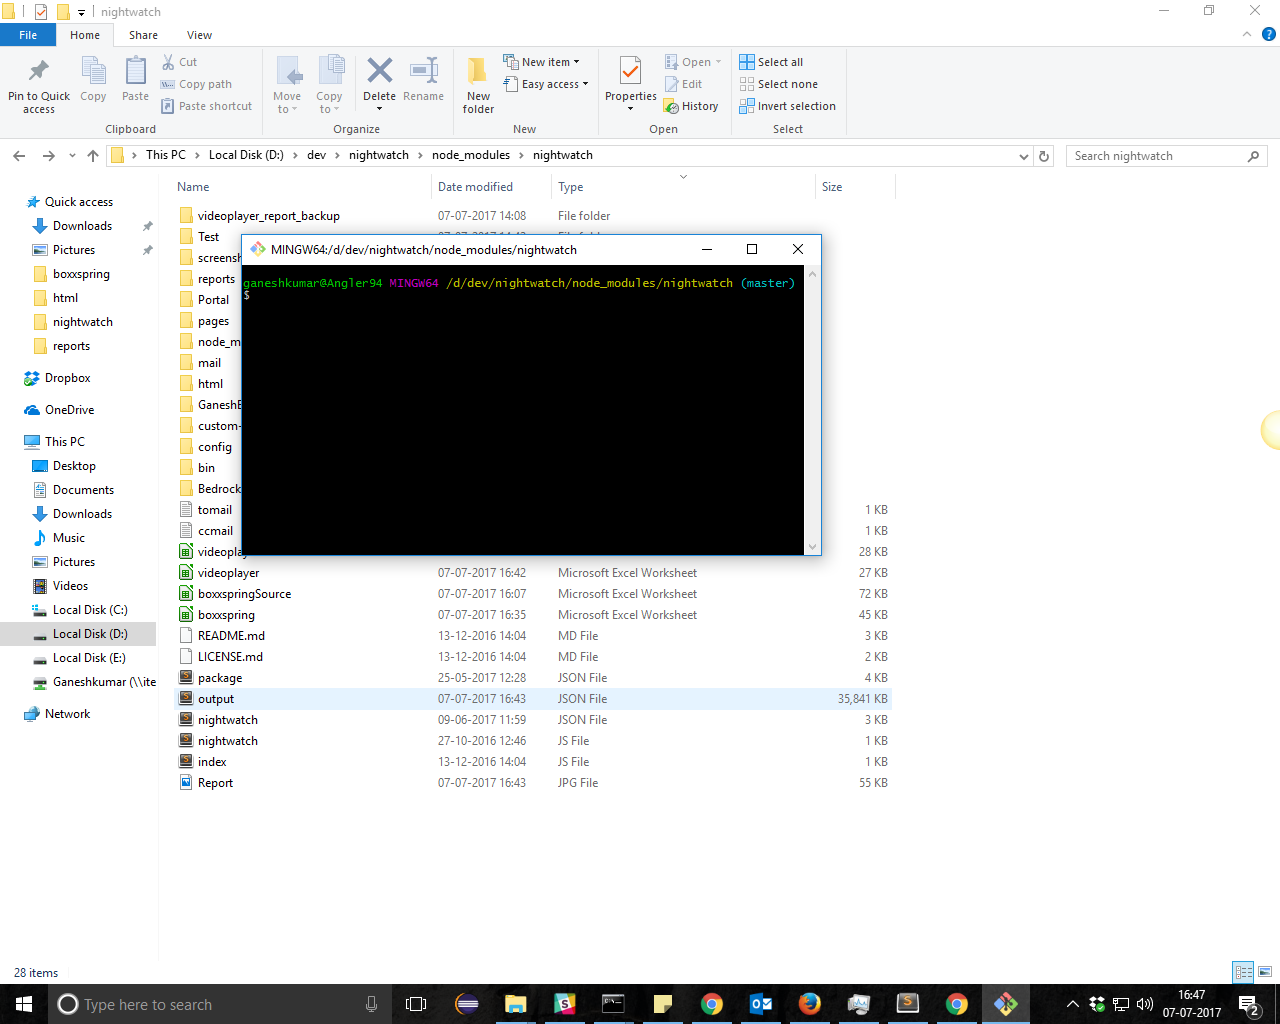 nightwatch
File Home Share View
Pin to Quick access
Copy
Paste
Cut
Copy path
Paste shortcut
Clipboard
Move to
Copy to
Delete
Rename
Organize
New folder
New item
Easy access
New
Properties
Open
Edit
History
Open
Select all
Select none
Invert selection
Select
This PC > Local Disk (D:) > dev > nightwatch > node_modules > nightwatch
Search nightwatch
Quick access
Downloads
Pictures
boxxspring
html
nightwatch
reports
Dropbox
OneDrive
This PC
Desktop
Documents
Downloads
Music
Pictures
Videos
Local Disk (C:)
Local Disk (D:)
Local Disk (E:)
Ganeshkumar (\\ite
Network
Name Date modified Type Size
videoplayer_report_backup 07-07-2017 14:08 File folder
Test
screensh
reports
Portal
pages
node_m
mail
html
GaneshB
custom-
config
bin
Bedrock
tomail 1 KB
ccmail 1 KB
videopla 28 KB
videoplayer 07-07-2017 16:42 Microsoft Excel Worksheet 27 KB
boxxspringSource 07-07-2017 16:07 Microsoft Excel Worksheet 72 KB
boxxspring 07-07-2017 16:35 Microsoft Excel Worksheet 45 KB
README.md 13-12-2016 14:04 MD File 3 KB
LICENSE.md 13-12-2016 14:04 MD File 2 KB
package 25-05-2017 12:28 JSON File 4 KB
output 07-07-2017 16:43 JSON File 35,841 KB
nightwatch 09-06-2017 11:59 JSON File 3 KB
nightwatch 27-10-2016 12:46 JS File 1 KB
index 13-12-2016 14:04 JS File 1 KB
Report 07-07-2017 16:43 JPG File 55 KB
MINGW64:/d/dev/nightwatch/node_modules/nightwatch
ganeshkumar@Angler94 MINGW64 /d/dev/nightwatch/node_modules/nightwatch (master)
$
28 items
Type here to search
16:47
07-07-2017
2